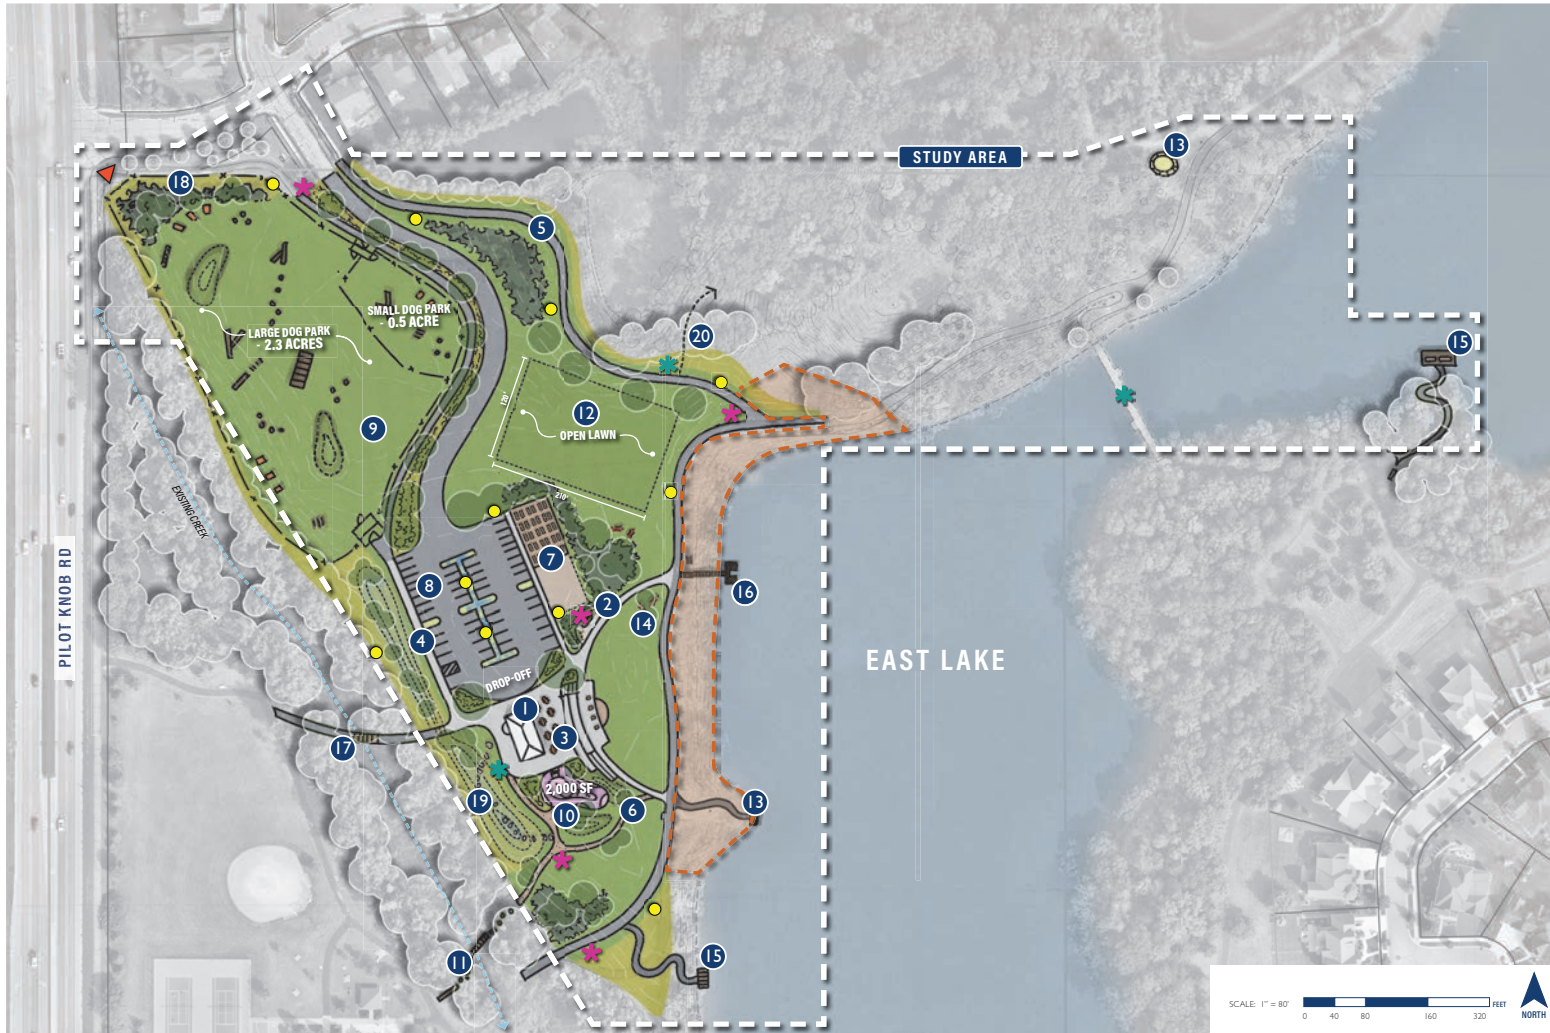 STUDY AREA
13
18
5
SMALL DOG PARK
- 0.5 ACRE
LARGE DOG PARK
- 2.3 ACRES
20
15
120'
12
OPEN LAWN
9
210'
EXISTING CREEK
PILOT KNOB RD
7
8
2
16
14
4
EAST LAKE
DROP-OFF
1
3
17
2,000 SF
19
10
6
13
11
15
SCALE: 1" = 80'
0 40 80 160 320
FEET
NORTH